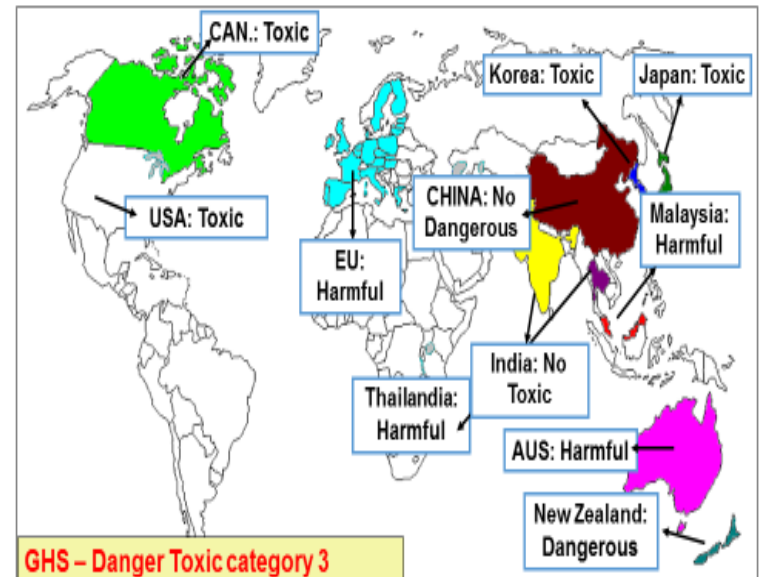 CAN.: Toxic
Korea: Toxic
Japan: Toxic
USA: Toxic
CHINA: No
Dangerous
Malaysia:
Harmful
EU:
Harmful
India: No
Toxic
Thailandia:
Harmful
AUS: Harmful
New Zealand:
Dangerous
GHS – Danger Toxic category 3